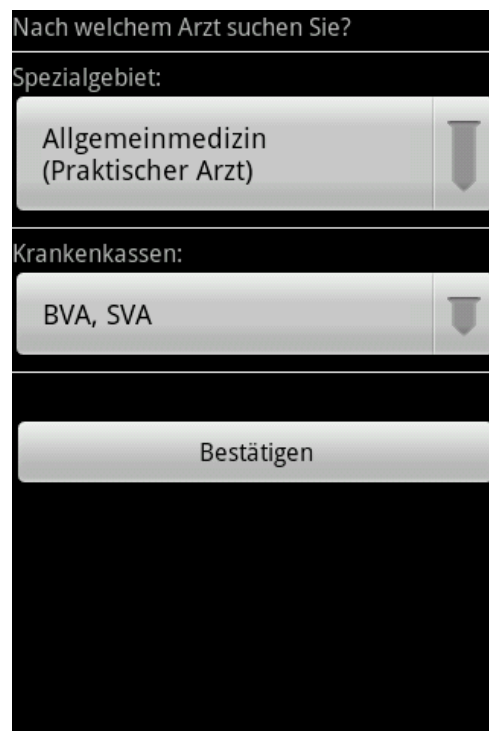 Nach welchem Arzt suchen Sie?
Spezialgebiet:
Allgemeinmedizin
(Praktischer Arzt)
Krankenkassen:
BVA, SVA
Bestätigen